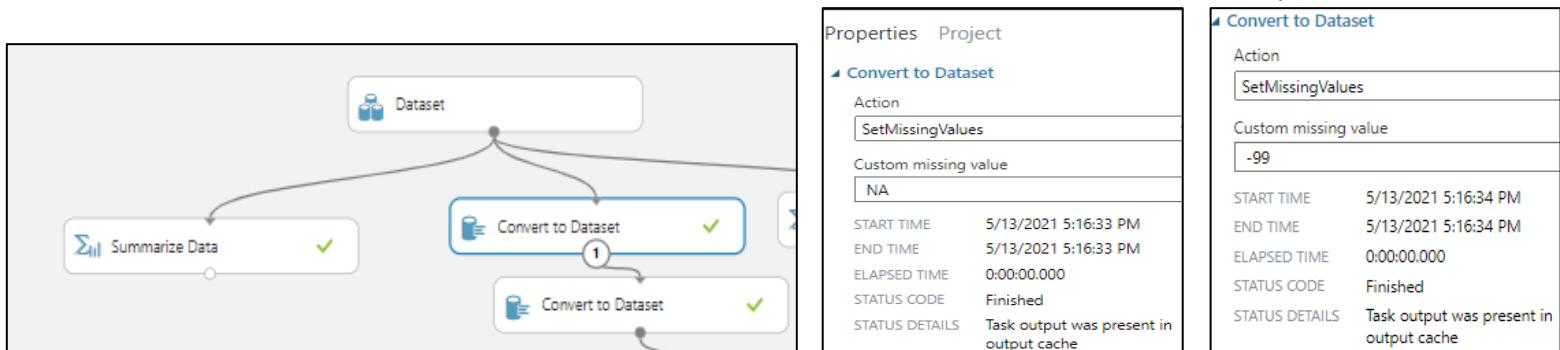 Dataset
Summarize Data
Convert to Dataset
1
Convert to Dataset
Properties Project
Convert to Dataset
Action
SetMissingValues
Custom missing value
NA
START TIME 5/13/2021 5:16:33 PM
END TIME 5/13/2021 5:16:33 PM
ELAPSED TIME 0:00:00.000
STATUS CODE Finished
STATUS DETAILS Task output was present in
output cache
Convert to Dataset
Action
SetMissingValues
Custom missing value
-99
START TIME 5/13/2021 5:16:34 PM
END TIME 5/13/2021 5:16:34 PM
ELAPSED TIME 0:00:00.000
STATUS CODE Finished
STATUS DETAILS Task output was present in
output cache